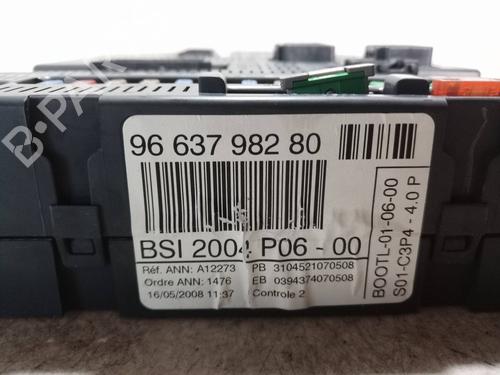 96 637 982 80
BSI 2004 P06 - 00
Réf. ANN: A12273 PB 3104521070508
Ordre ANN: 1476 EB 0394374070508
16/05/2008 11:37 Controle 2
BOOTL-01-06-00
S01-C3P4 - 4.0 P
B-PARTS